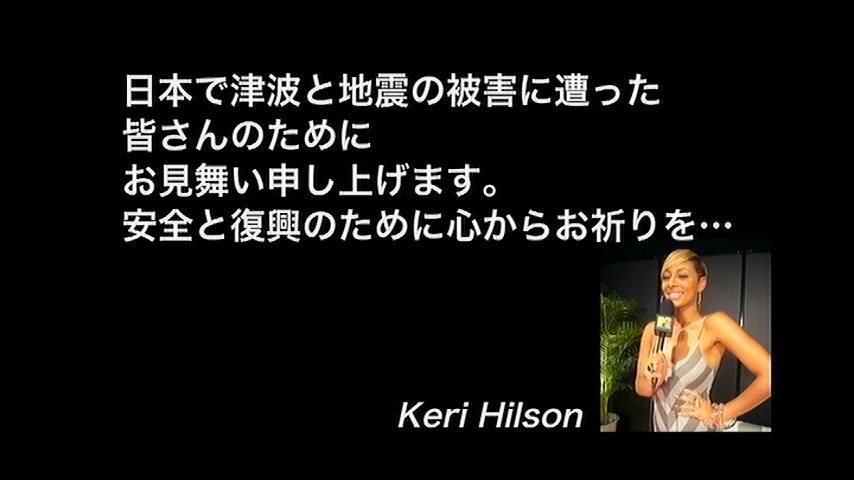 日本で津波と地震の被害に遭った
皆さんのために
お見舞い申し上げます。
安全と復興のために心からお祈りを…
Keri Hilson